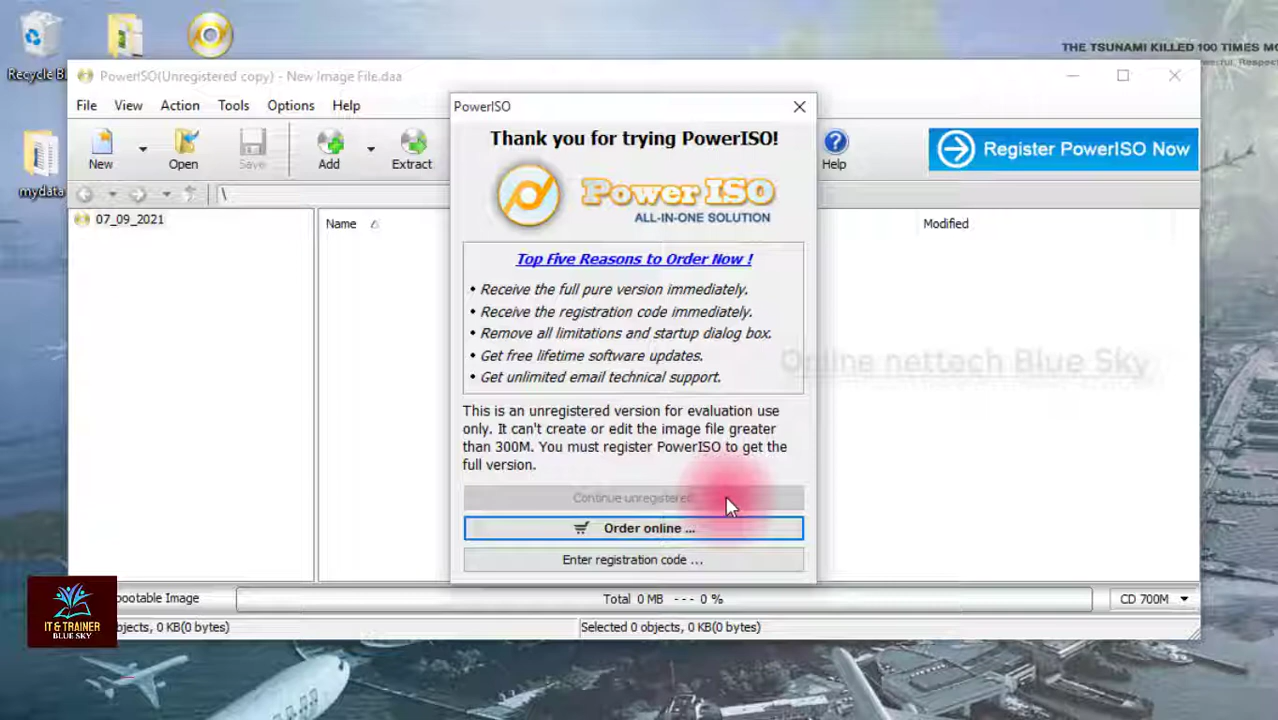 THE TSUNAMI KILLED 100 TIMES MO
Recycle B
mydata
PowerISO(Unregistered copy) - New Image File.daa
File View Action Tools Options Help
New Open Save Add Extract Help
Register PowerISO Now
\
07_09_2021
Name Modified
PowerISO
Thank you for trying PowerISO!
Power ISO
ALL-IN-ONE SOLUTION
Top Five Reasons to Order Now !
• Receive the full pure version immediately.
• Receive the registration code immediately.
• Remove all limitations and startup dialog box.
• Get free lifetime software updates.
• Get unlimited email technical support.
This is an unregistered version for evaluation use
only. It can't create or edit the image file greater
than 300M. You must register PowerISO to get the
full version.
Continue unregistered
Order online ...
Enter registration code ...
Online nettach Blue Sky
IT & TRAINER
BLUE SKY
bootable Image
Total 0 MB --- 0 %
CD 700M
bjects, 0 KB(0 bytes)
Selected 0 objects, 0 KB(0 bytes)